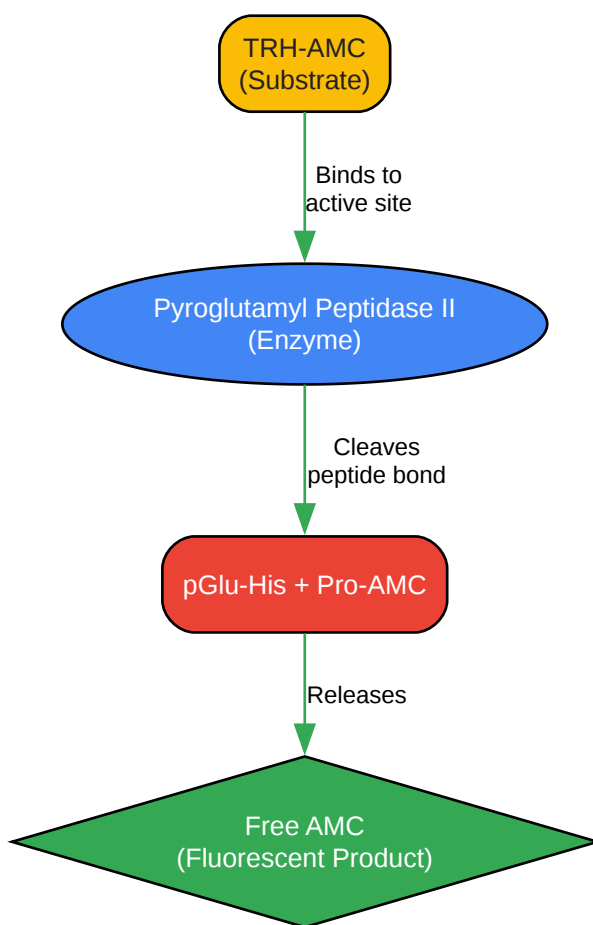 TRH-AMC
(Substrate)
Binds to
active site
Pyroglutamyl Peptidase II
(Enzyme)
Cleaves
peptide bond
pGlu-His + Pro-AMC
Releases
Free AMC
(Fluorescent Product)